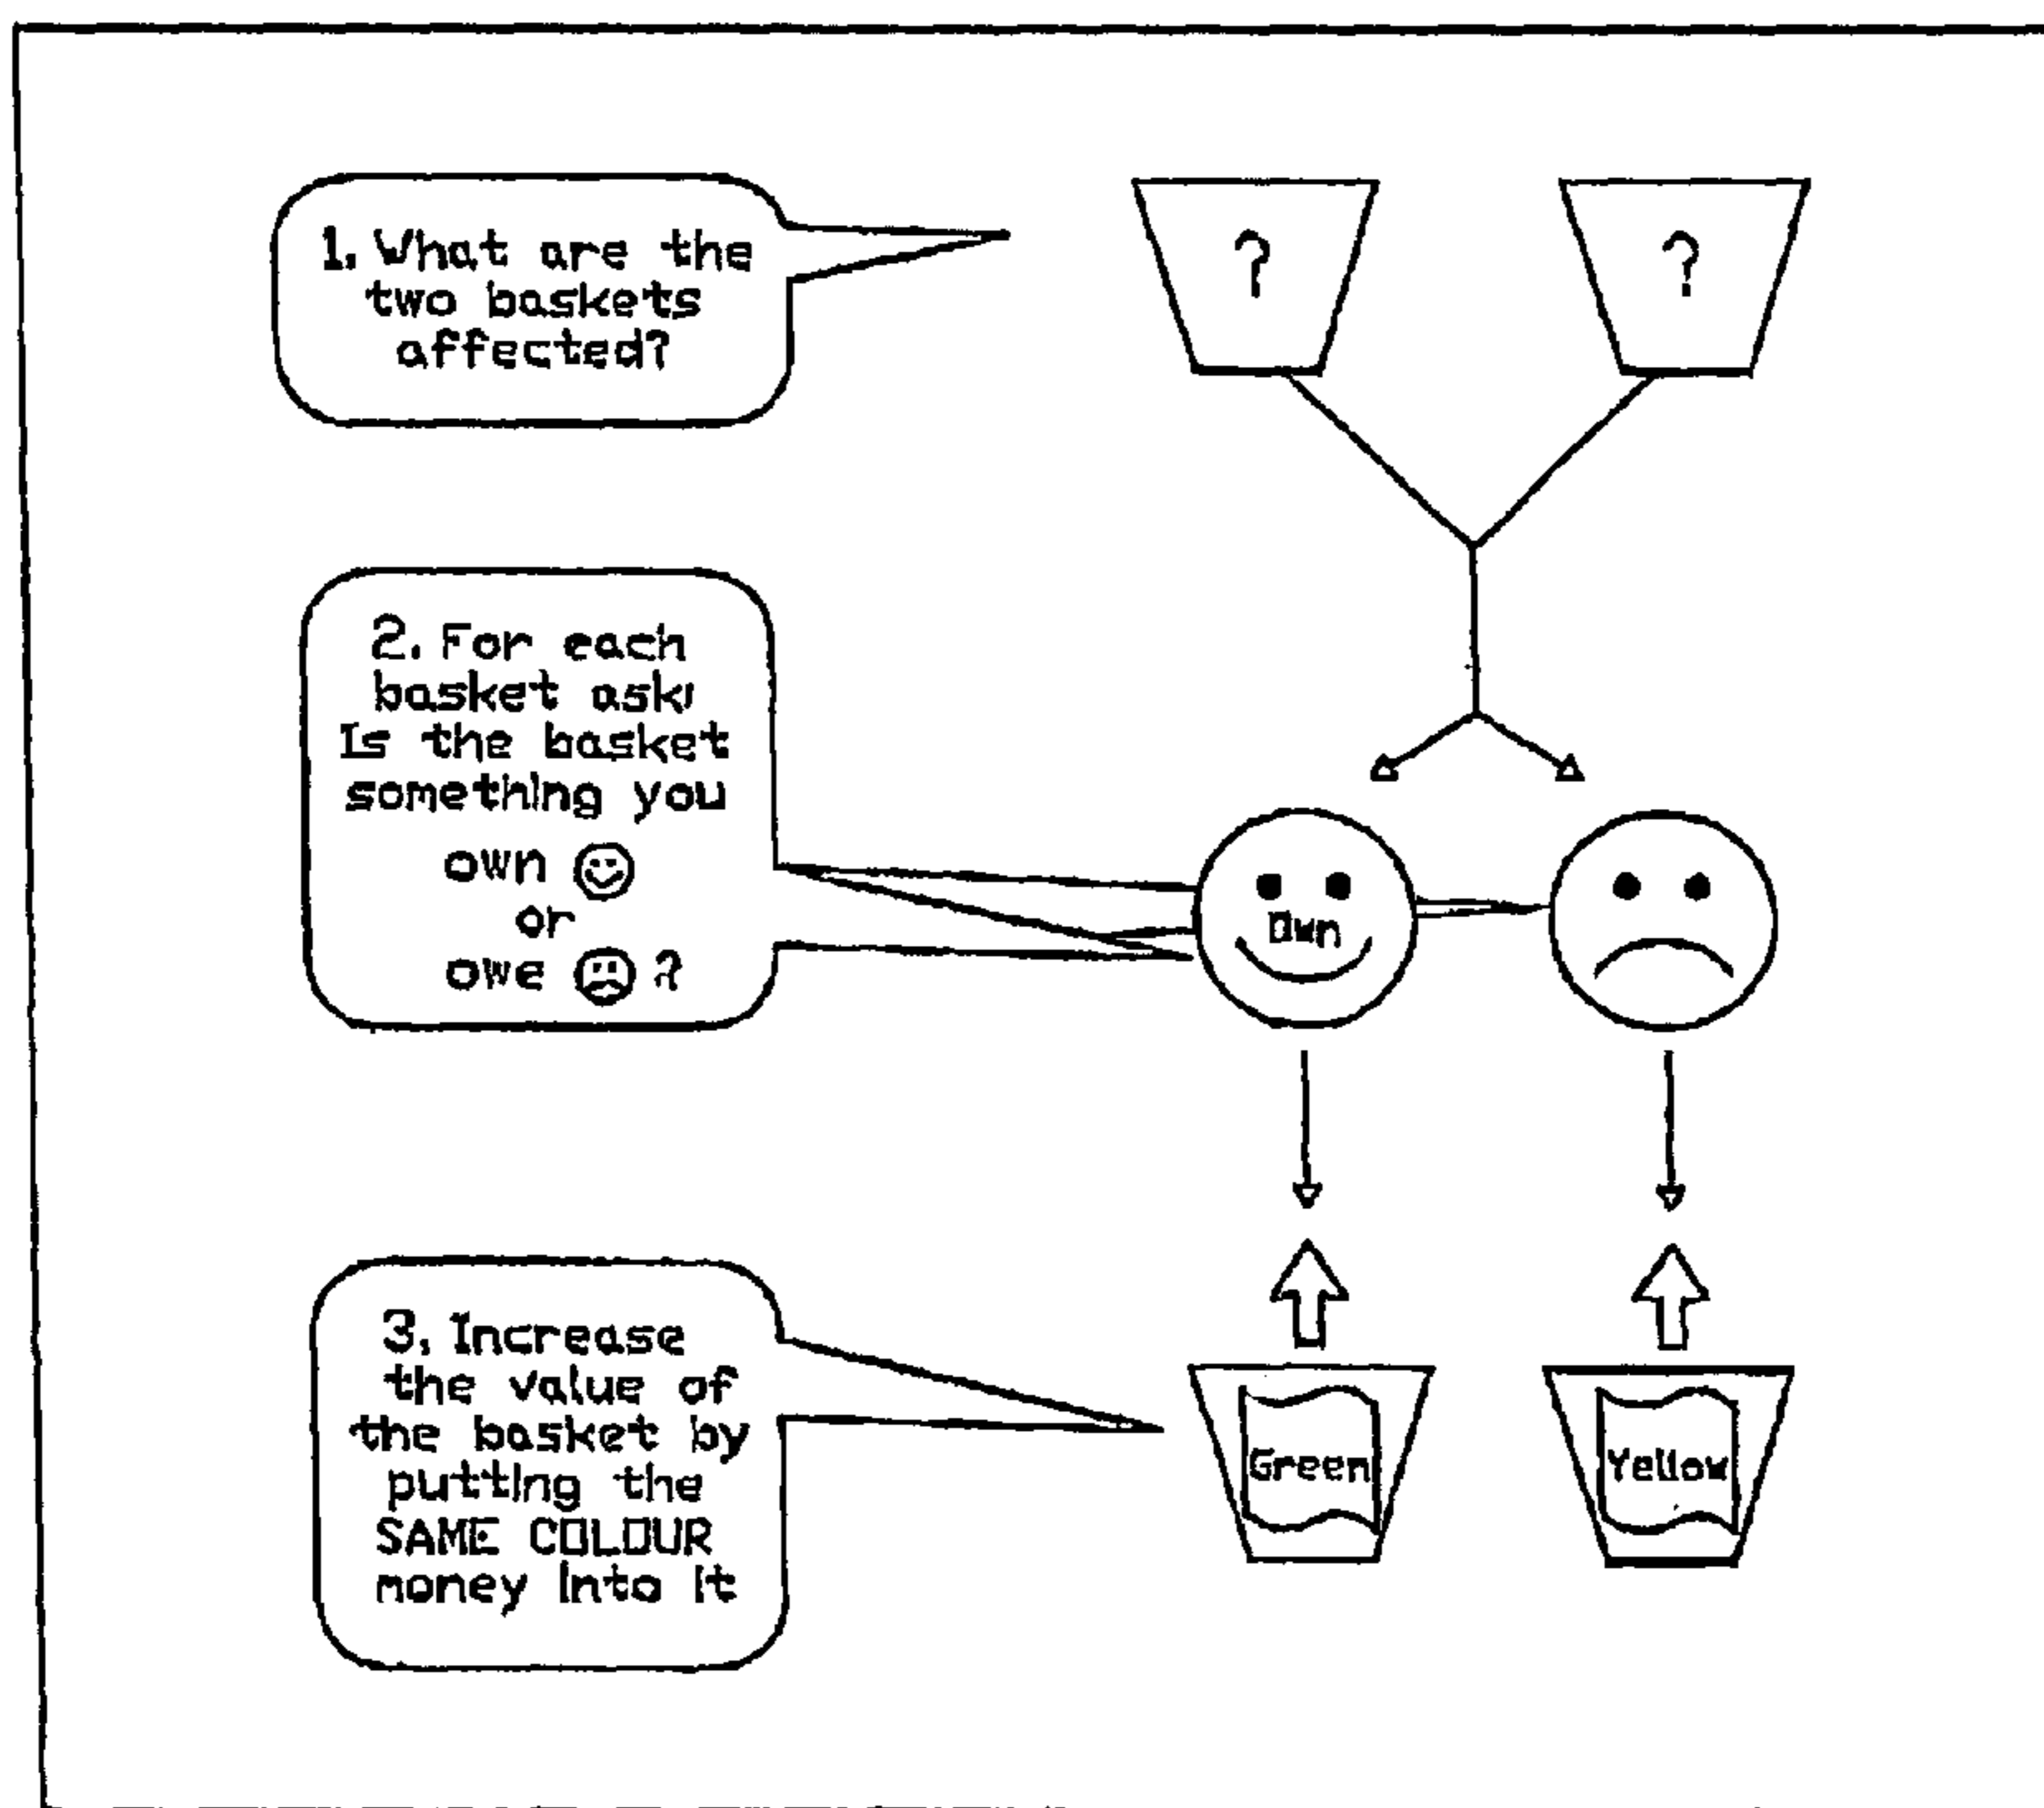 1. What are the
two baskets
affected?
?
?
2. For each
basket ask,
Is the basket
something you
own
or
owe ?
Own
3. Increase
the value of
the basket by
putting the
SAME COLOUR
money into it
Green
Yellow